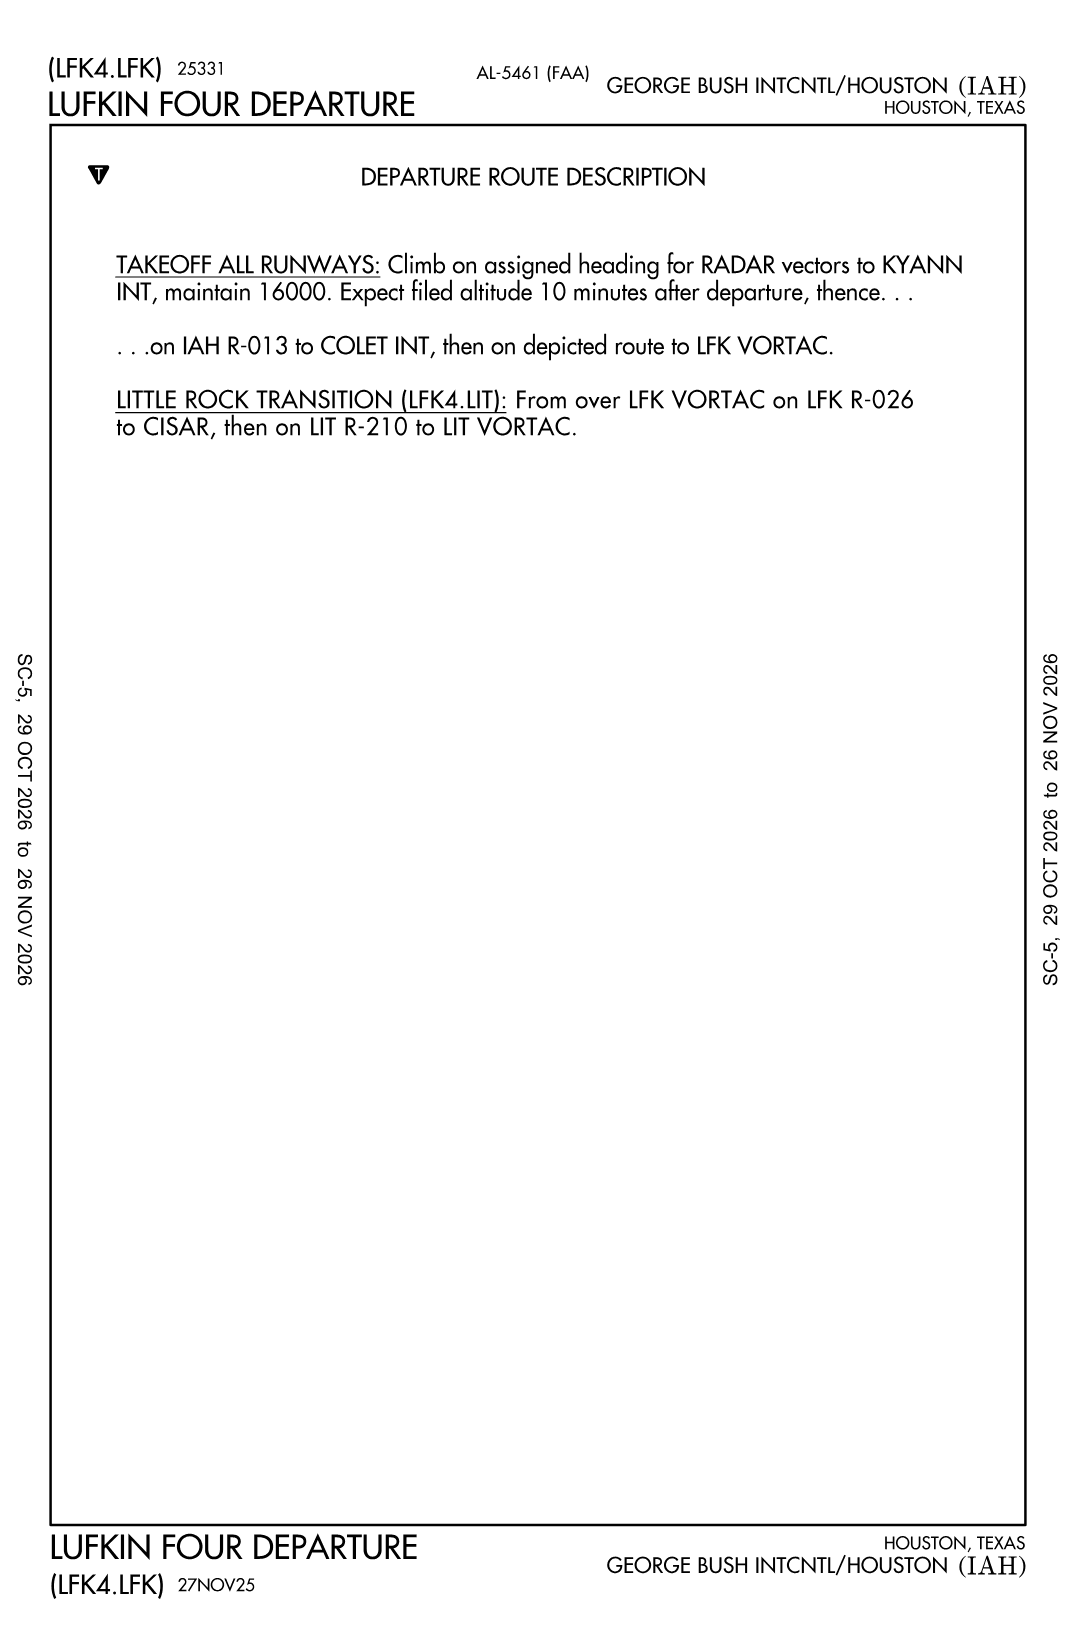 (LFK4.LFK) 25331
AL-5461 (FAA)
GEORGE BUSH INTCNTL/HOUSTON (IAH)
LUFKIN FOUR DEPARTURE
HOUSTON, TEXAS
T
DEPARTURE ROUTE DESCRIPTION
TAKEOFF ALL RUNWAYS: Climb on assigned heading for RADAR vectors to KYANN
INT, maintain 16000. Expect filed altitude 10 minutes after departure, thence. . .
. . .on IAH R-013 to COLET INT, then on depicted route to LFK VORTAC.
LITTLE ROCK TRANSITION (LFK4.LIT): From over LFK VORTAC on LFK R-026
to CISAR, then on LIT R-210 to LIT VORTAC.
SC-5, 29 OCT 2026 to 26 NOV 2026
SC-5, 29 OCT 2026 to 26 NOV 2026
LUFKIN FOUR DEPARTURE
HOUSTON, TEXAS
GEORGE BUSH INTCNTL/HOUSTON (IAH)
(LFK4.LFK) 27NOV25